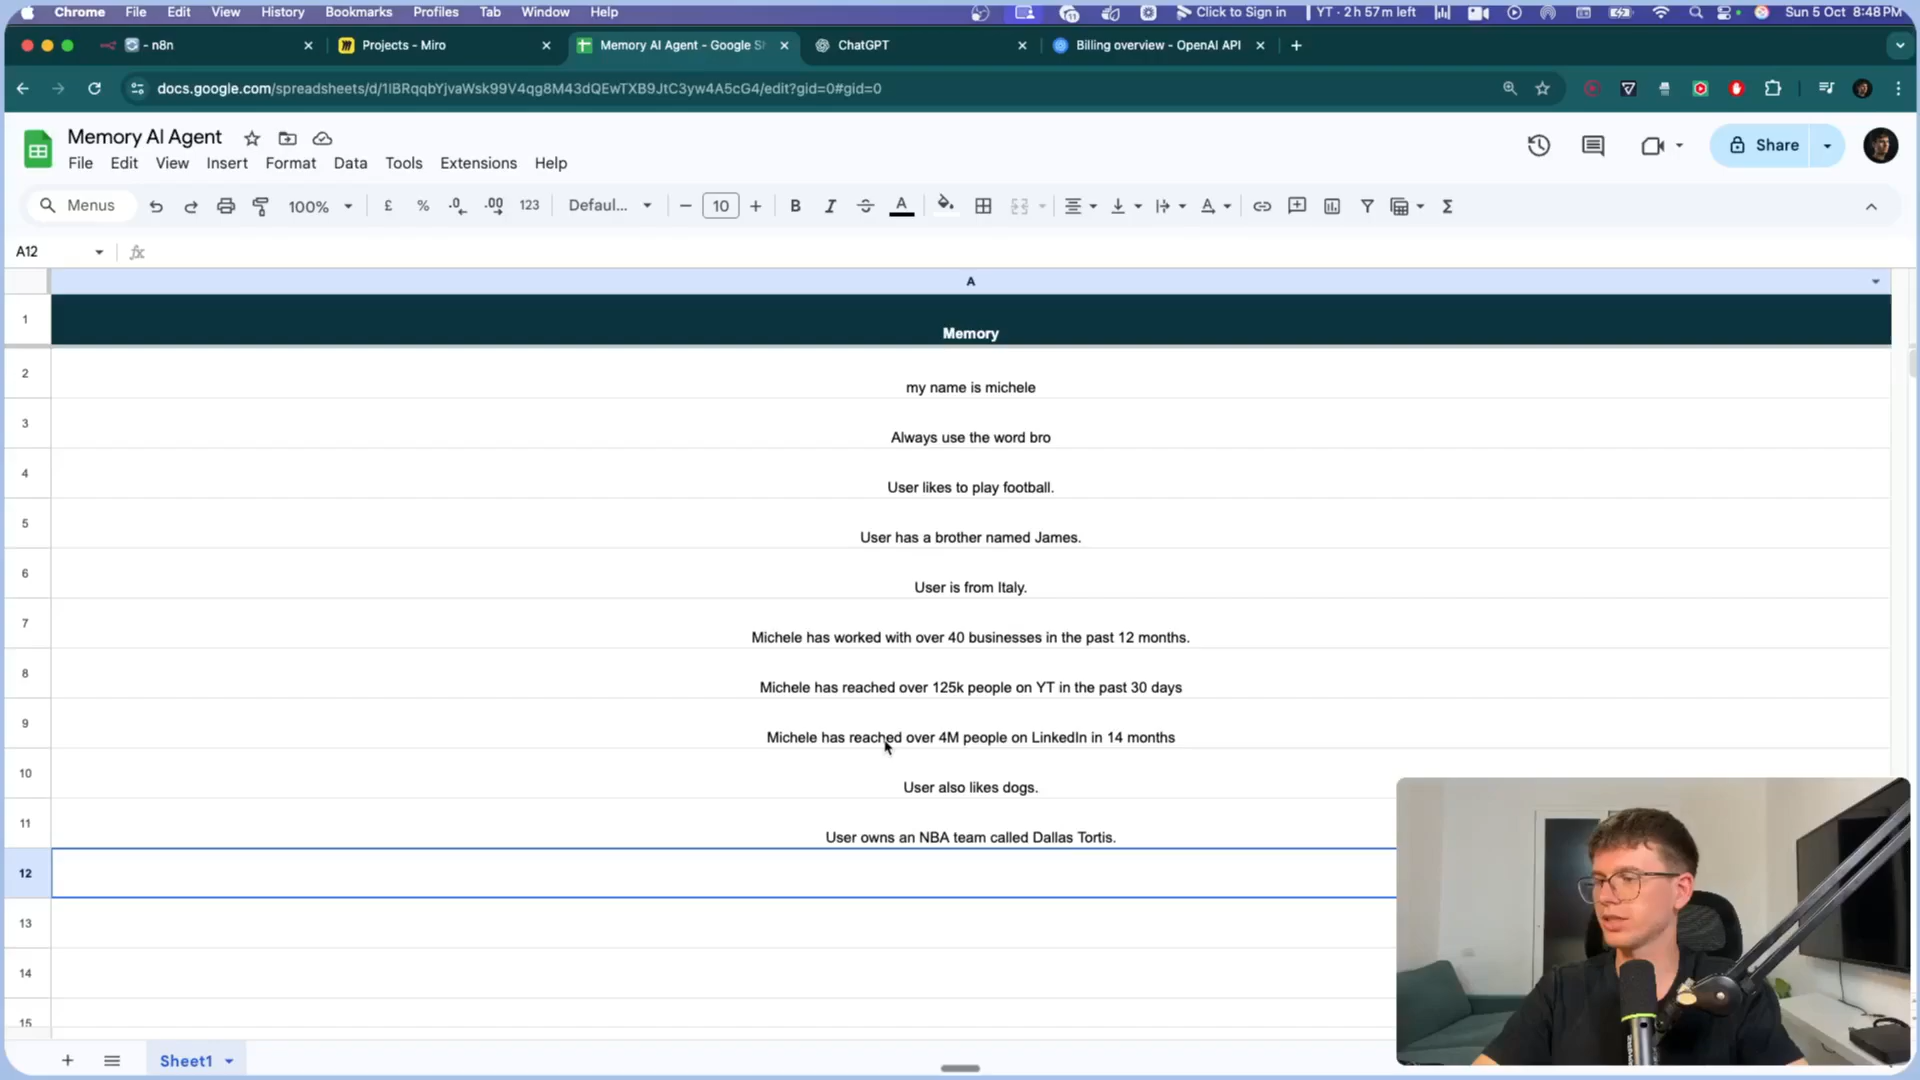 Chrome File Edit View History Bookmarks Profiles Tab Window Help 11 Click to Sign in YT · 2h 57m left Sun 5 Oct 8:48 PM
- n8n Projects - Miro Memory AI Agent - Google Sh ChatGPT Billing overview - OpenAI API
docs.google.com/spreadsheets/d/1IBRqqbYjvaWsk99V4qg8M43dQEwTXB9JtC3yw4A5cG4/edit?gid=0#gid=0
Memory AI Agent
File Edit View Insert Format Data Tools Extensions Help
Share
Menus 100% £ % .0 .00 123 Defaul... 10 B I A Σ
A12 fx
A
1 Memory
2 my name is michele
3 Always use the word bro
4 User likes to play football.
5 User has a brother named James.
6 User is from Italy.
7 Michele has worked with over 40 businesses in the past 12 months.
8 Michele has reached over 125k people on YT in the past 30 days
9 Michele has reached over 4M people on LinkedIn in 14 months
10 User also likes dogs.
11 User owns an NBA team called Dallas Tortis.
12
13
14
15
Sheet1